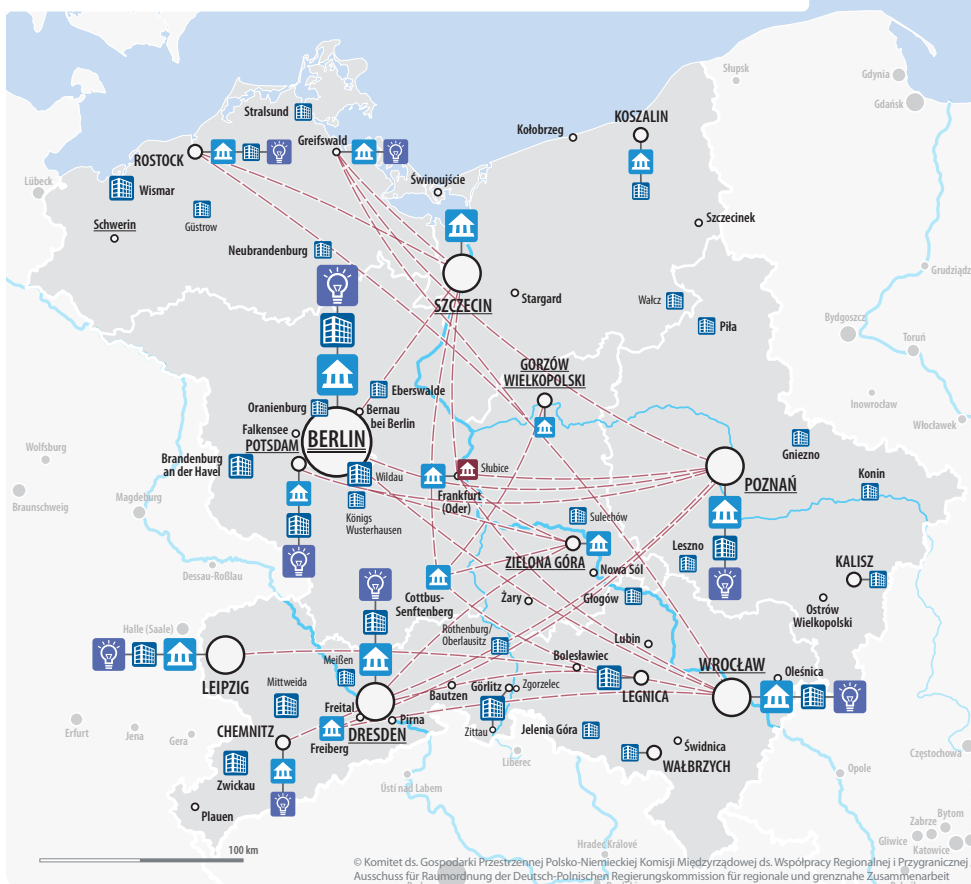 Słupsk
Gdynia
Gdańsk
Stralsund
KOSZALIN
Kołobrzeg
Greifswald
ROSTOCK
Lübeck
Wismar
Świnoujście
Güstrow
Schwerin
Szczecinek
Neubrandenburg
Grudziądz
SZCZECIN
Stargard
Wałcz
Piła
Bydgoszcz
Toruń
GORZÓW
WIELKOPOLSKI
Eberswalde
Inowrocław
Oranienburg
Bernau
bei Berlin
Włocławek
Falkensee
BERLIN
POTSDAM
Wolfsburg
Gniezno
Brandenburg
an der Havel
Wildau
Słubice
Konin
Braunschweig
Magdeburg
Frankfurt
(Oder)
POZNAŃ
Königs
Wusterhausen
Sulechów
Leszno
ZIELONA GÓRA
Nowa Sól
KALISZ
Dessau-Roßlau
Cottbus-
Senftenberg
Żary
Głogów
Ostrów
Wielkopolski
Halle (Saale)
Rothenburg/
Oberlausitz
Lubin
Meißen
Bolesławiec
WROCŁAW
Oleśnica
LEIPZIG
Mittweida
Bautzen
Görlitz
Zgorzelec
LEGNICA
Freital
Pirna
Erfurt
Jena
Gera
CHEMNITZ
Freiberg
DRESDEN
Zittau
Jelenia Góra
Świdnica
Liberec
WAŁBRZYCH
Częstochowa
Zwickau
Opole
Ústí nad Labem
Plauen
Bytom
Zabrze
Gliwice
Katowice
Hradec Králové
100 km
© Komitet ds. Gospodarki Przestrzennej Polsko-Niemieckiej Komisji Międzyrządowej ds. Współpracy Regionalnej i Przygranicznej
Ausschuss für Raumordnung der Deutsch-Polnischen Regierungskommission für regionale und grenznahe Zusammenarbeit